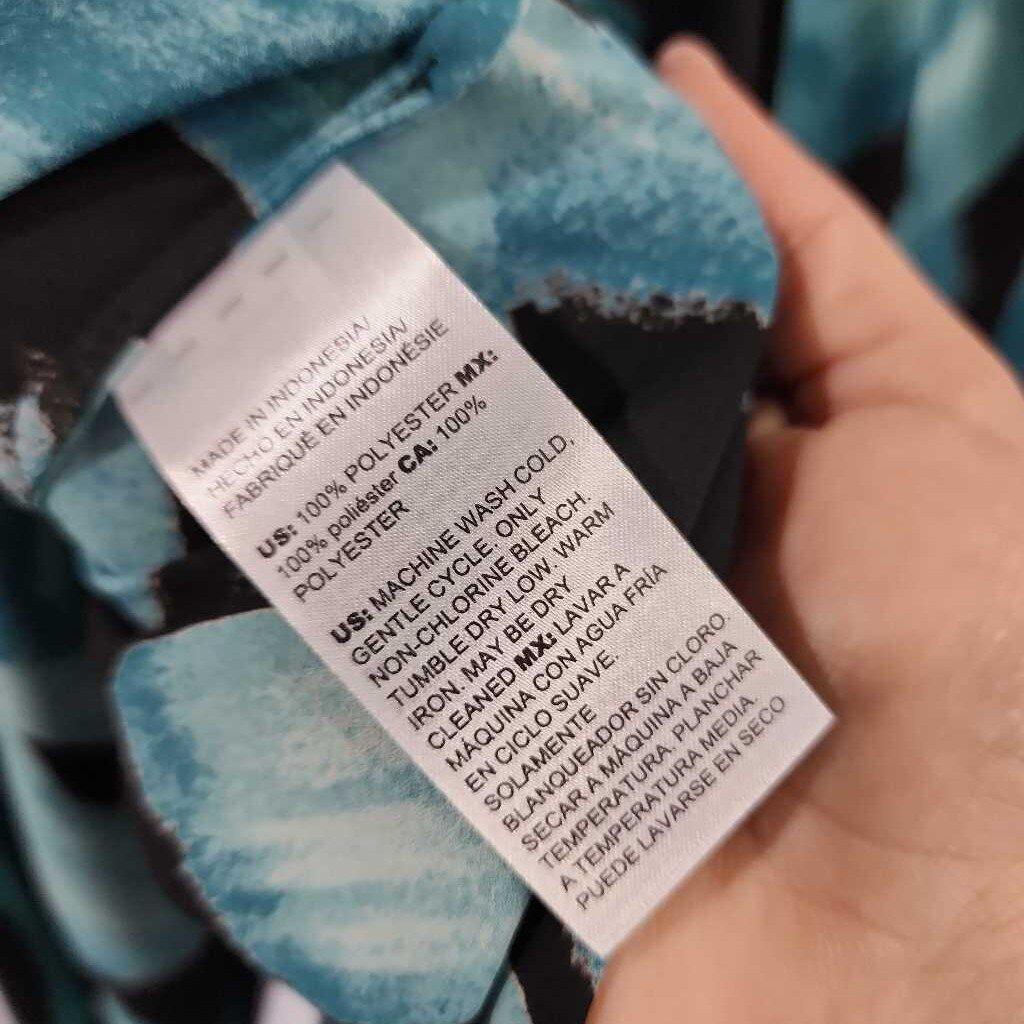 MADE IN INDONESIA/
HECHO EN INDONESIA/
FABRIQUÉ EN INDONÉSIE
US: 100% POLYESTER MX:
100% poliéster CA: 100%
POLYESTER
US: MACHINE WASH COLD,
GENTLE CYCLE. ONLY
NON-CHLORINE BLEACH.
TUMBLE DRY LOW. WARM
IRON. MAY BE DRY
CLEANED MX: LAVAR A
MÁQUINA CON AGUA FRÍA
EN CICLO SUAVE.
SOLAMENTE
BLANQUEADOR SIN CLORO.
SECAR A MÁQUINA A BAJA
TEMPERATURA. PLANCHAR
A TEMPERATURA MEDIA.
PUEDE LAVARSE EN SECO